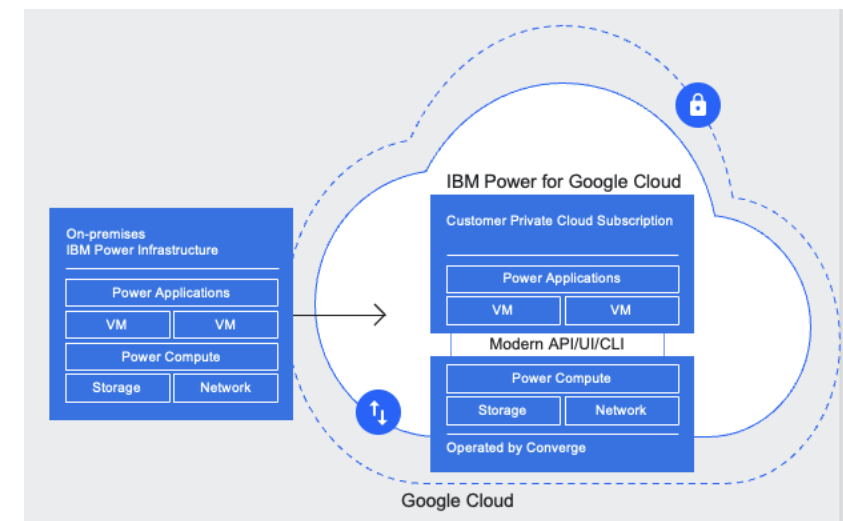 IBM Power for Google Cloud
On-premises
IBM Power Infrastructure
Power Applications
VM
VM
Power Compute
Storage
Network
Customer Private Cloud Subscription
Power Applications
VM
VM
Modern API/UI/CLI
Power Compute
Storage
Network
Operated by Converge
Google Cloud